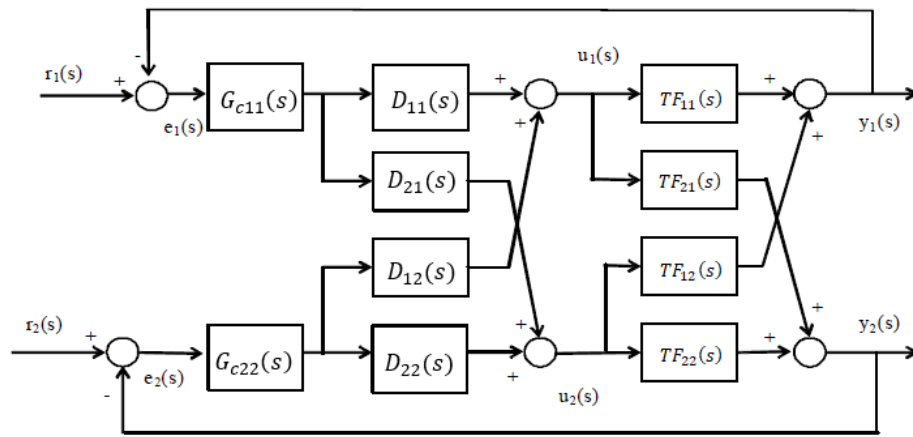 -
u₁(s)
r₁(s)
+
G_c11(s)
D₁₁(s)
+
TF₁₁(s)
+
e₁(s)
+
+
y₁(s)
D₂₁(s)
TF₂₁(s)
D₁₂(s)
TF₁₂(s)
r₂(s)
+
+
+
y₂(s)
G_c22(s)
D₂₂(s)
TF₂₂(s)
+
e₂(s)
+
-
u₂(s)